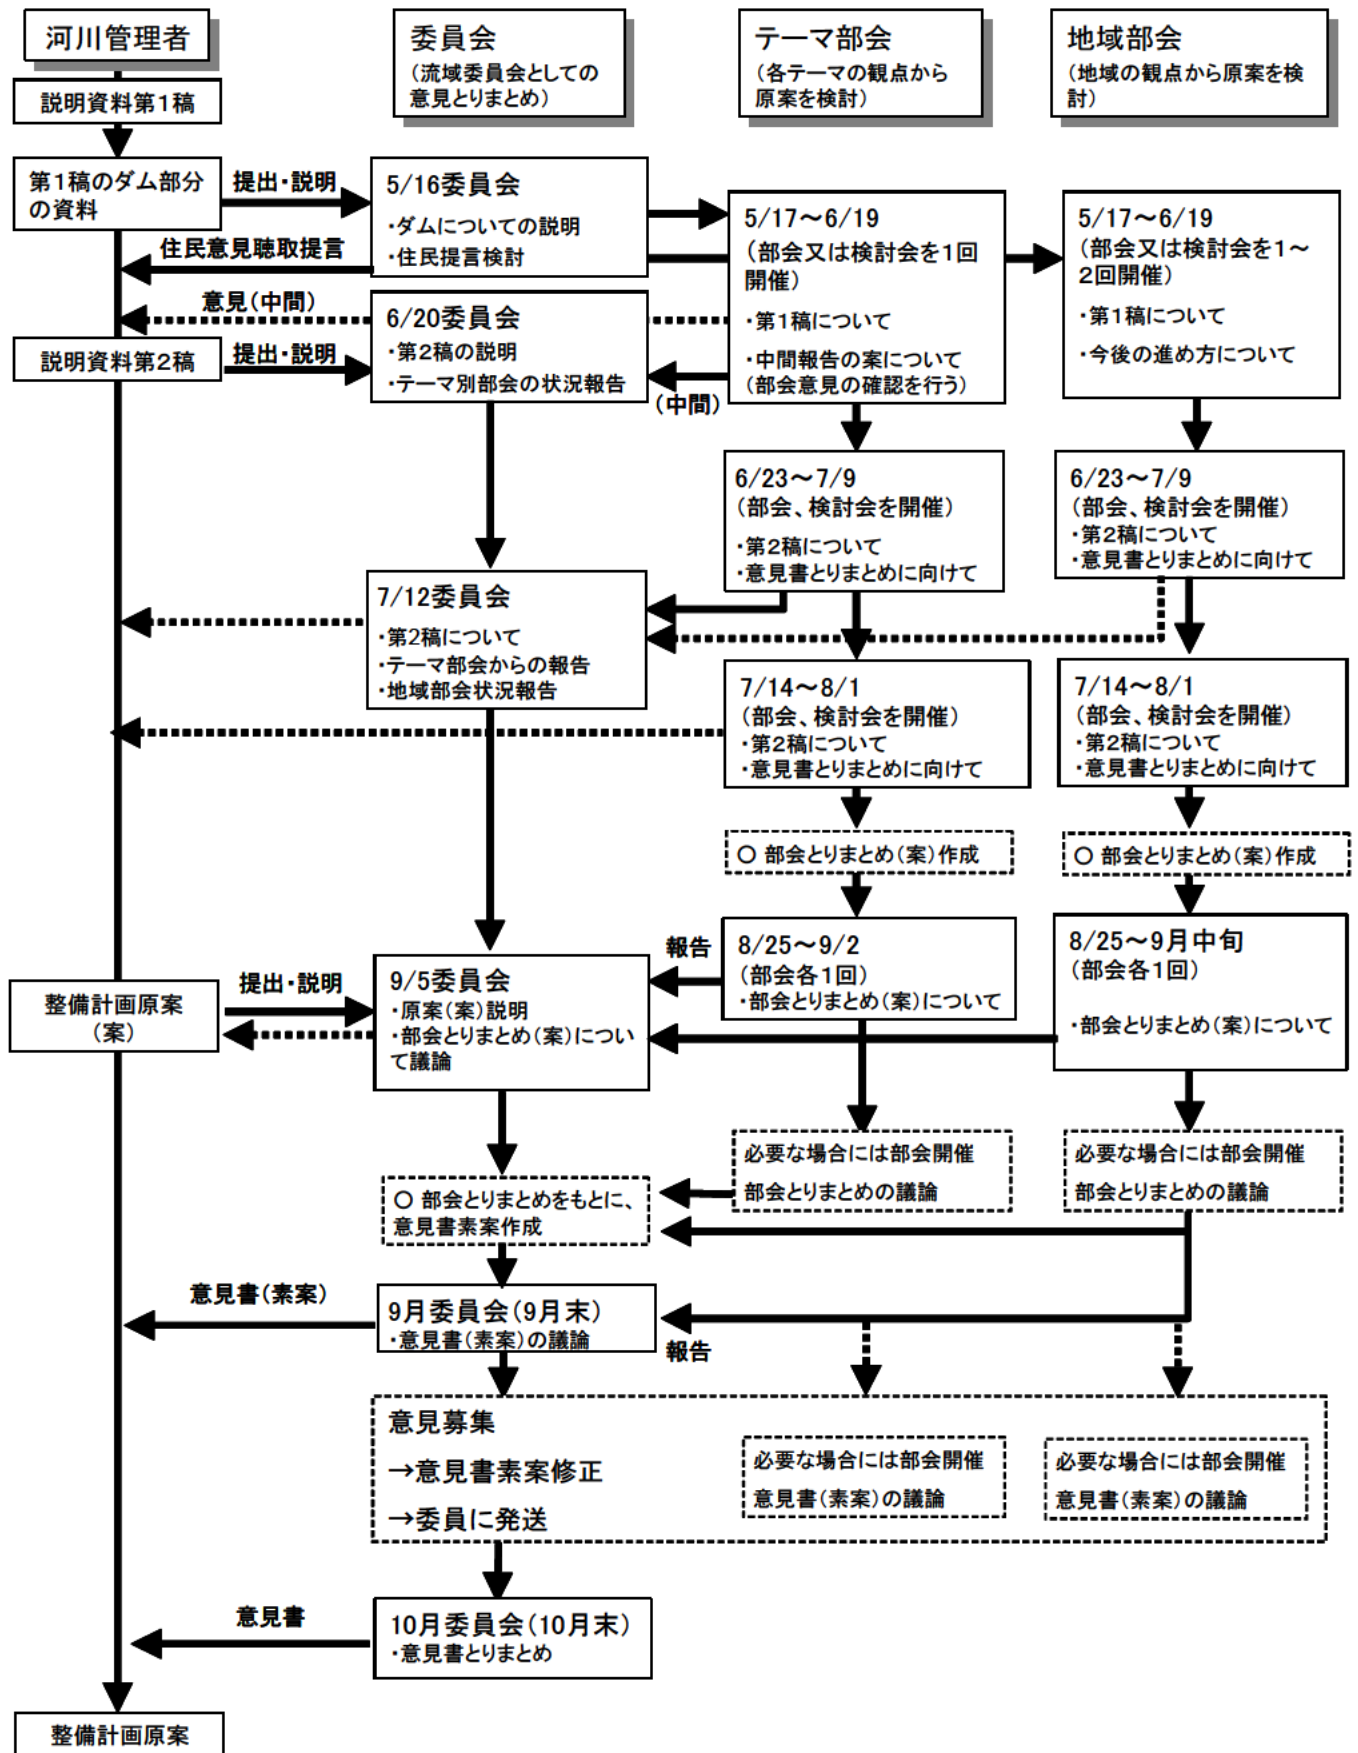 河川管理者
説明資料第1稿
委員会
(流域委員会としての
意見とりまとめ)
テーマ部会
(各テーマの観点から
原案を検討)
地域部会
(地域の観点から原案を検
討)
第1稿のダム部分
の資料
提出・説明
5/16委員会
・ダムについての説明
・住民提言検討
住民意見聴取提言
5/17～6/19
(部会又は検討会を1回
開催)
・第1稿について
・中間報告の案について
(部会意見の確認を行う)
5/17～6/19
(部会又は検討会を1～
2回開催)
・第1稿について
・今後の進め方について
意見(中間)
説明資料第2稿
提出・説明
6/20委員会
・第2稿の説明
・テーマ別部会の状況報告
(中間)
6/23～7/9
(部会、検討会を開催)
・第2稿について
・意見書とりまとめに向けて
6/23～7/9
(部会、検討会を開催)
・第2稿について
・意見書とりまとめに向けて
7/12委員会
・第2稿について
・テーマ部会からの報告
・地域部会状況報告
7/14～8/1
(部会、検討会を開催)
・第2稿について
・意見書とりまとめに向けて
7/14～8/1
(部会、検討会を開催)
・第2稿について
・意見書とりまとめに向けて
○ 部会とりまとめ(案)作成
○ 部会とりまとめ(案)作成
整備計画原案
(案)
提出・説明
9/5委員会
・原案(案)説明
・部会とりまとめ(案)につい
て議論
報告
8/25～9/2
(部会各1回)
・部会とりまとめ(案)について
8/25～9月中旬
(部会各1回)
・部会とりまとめ(案)について
必要な場合には部会開催
部会とりまとめの議論
必要な場合には部会開催
部会とりまとめの議論
○ 部会とりまとめをもとに、
意見書素案作成
意見書(素案)
9月委員会(9月末)
・意見書(素案)の議論
報告
意見募集
→意見書素案修正
→委員に発送
必要な場合には部会開催
意見書(素案)の議論
必要な場合には部会開催
意見書(素案)の議論
意見書
10月委員会(10月末)
・意見書とりまとめ
整備計画原案